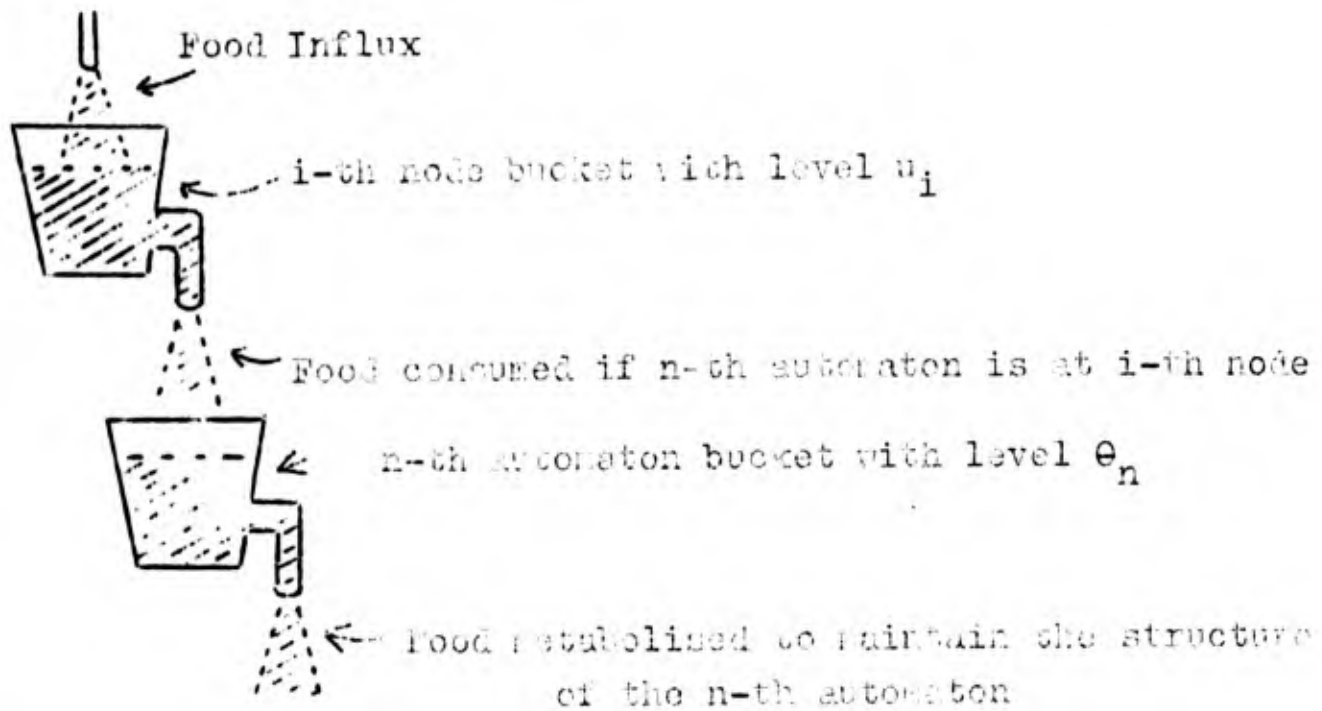 Food Influx
i-th node bucket with level u_i
Food consumed if n-th automaton is at i-th node
n-th automaton bucket with level θ_n
Food metabolised to maintain the structure
of the n-th automaton